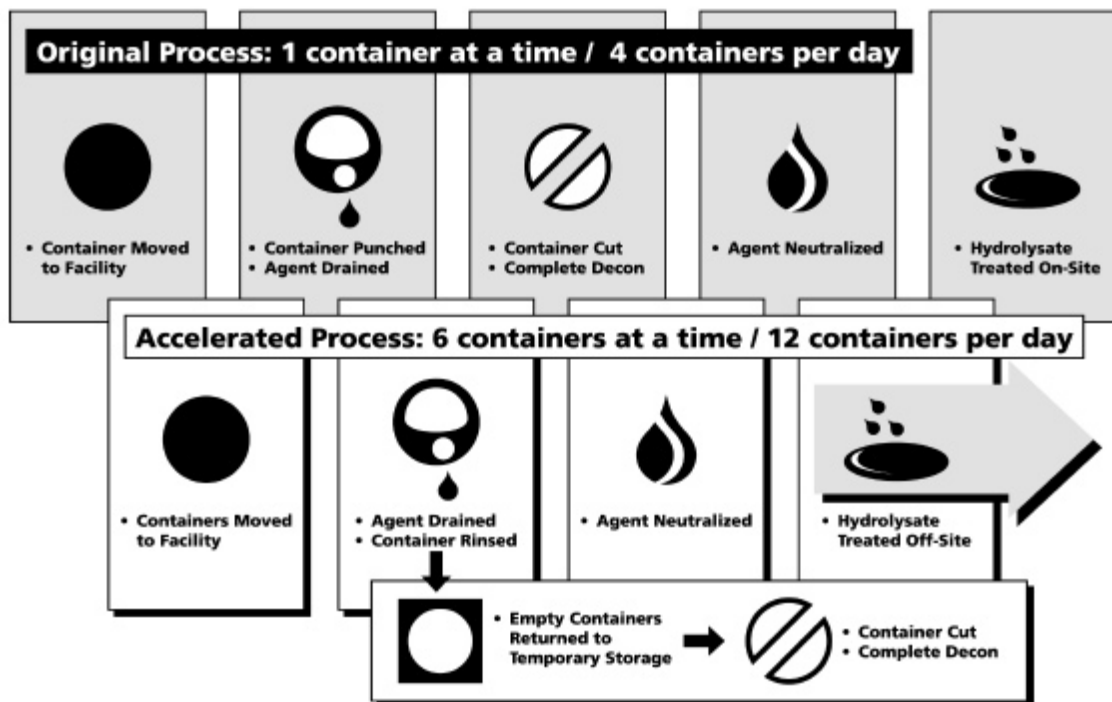 Original Process: 1 container at a time / 4 containers per day
• Container Moved
to Facility
• Container Punched
• Agent Drained
• Container Cut
• Complete Decon
• Agent Neutralized
• Hydrolysate
Treated On-Site
Accelerated Process: 6 containers at a time / 12 containers per day
• Containers Moved
to Facility
• Agent Drained
• Container Rinsed
• Agent Neutralized
• Hydrolysate
Treated Off-Site
• Empty Containers
Returned to
Temporary Storage
• Container Cut
• Complete Decon